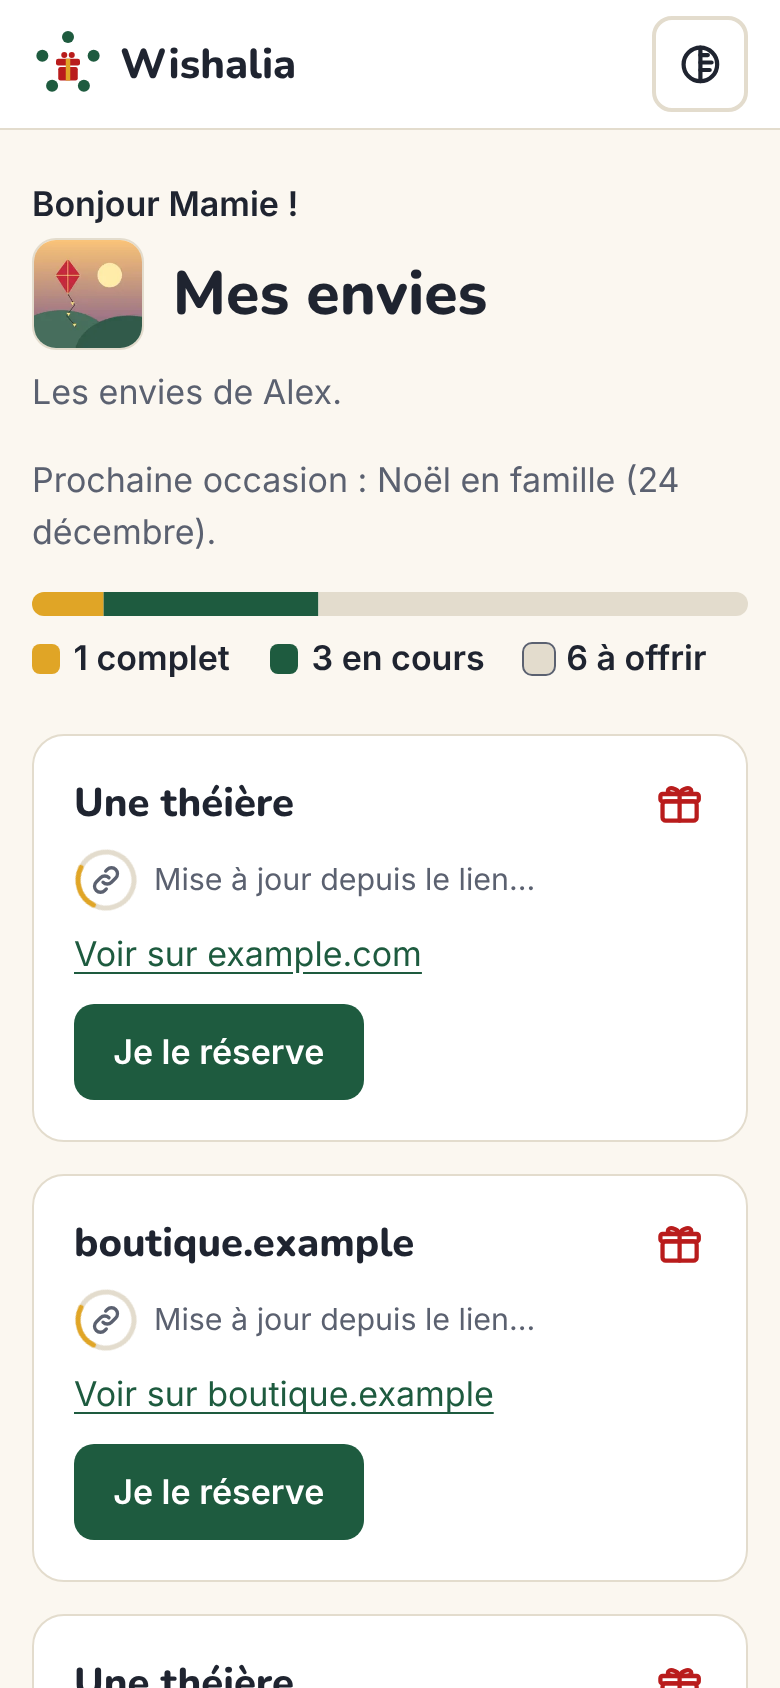 Wishalia
Bonjour Mamie !
Mes envies
Les envies de Alex.
Prochaine occasion : Noël en famille (24
décembre).
1 complet 3 en cours 6 à offrir
Une théière
Mise à jour depuis le lien...
Voir sur example.com
Je le réserve
boutique.example
Mise à jour depuis le lien...
Voir sur boutique.example
Je le réserve
Une théière